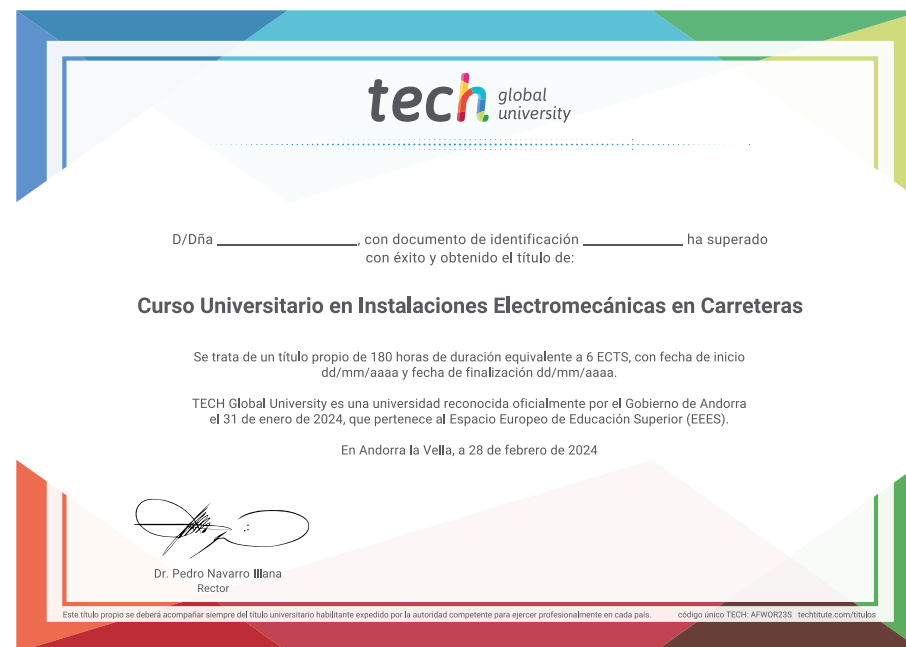 tech global
university
D/Dña ____________________, con documento de identificación ______________ ha superado
con éxito y obtenido el título de:
Curso Universitario en Instalaciones Electromecánicas en Carreteras
Se trata de un título propio de 180 horas de duración equivalente a 6 ECTS, con fecha de inicio
dd/mm/aaaa y fecha de finalización dd/mm/aaaa.
TECH Global University es una universidad reconocida oficialmente por el Gobierno de Andorra
el 31 de enero de 2024, que pertenece al Espacio Europeo de Educación Superior (EEES).
En Andorra la Vella, a 28 de febrero de 2024
Dr. Pedro Navarro Illana
Rector
Este título propio se deberá acompañar siempre del título universitario habilitante expedido por la autoridad competente para ejercer profesionalmente en cada país. código único TECH: AFWOR23S techtitute.com/titulos